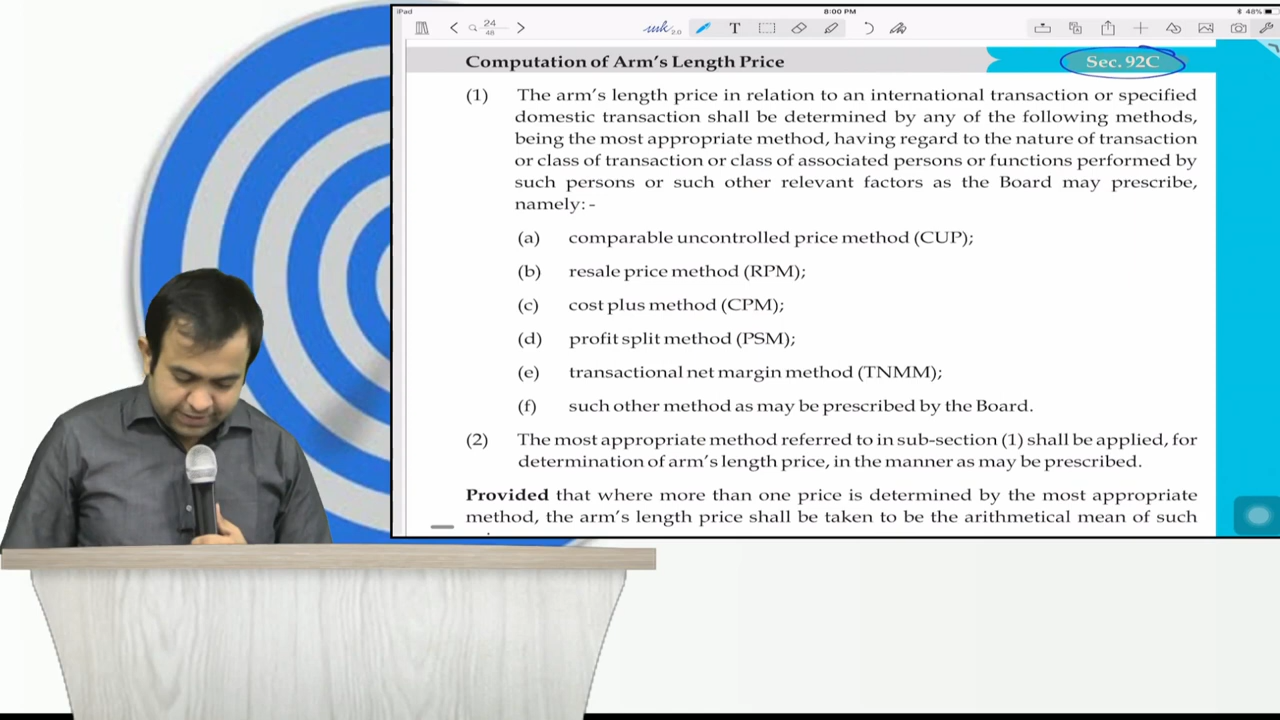 iPad
8:00 PM
48%
24
48
2.0
T
Computation of Arm's Length Price
Sec. 92C
(1) The arm's length price in relation to an international transaction or specified
domestic transaction shall be determined by any of the following methods,
being the most appropriate method, having regard to the nature of transaction
or class of transaction or class of associated persons or functions performed by
such persons or such other relevant factors as the Board may prescribe,
namely: -
(a) comparable uncontrolled price method (CUP);
(b) resale price method (RPM);
(c) cost plus method (CPM);
(d) profit split method (PSM);
(e) transactional net margin method (TNMM);
(f) such other method as may be prescribed by the Board.
(2) The most appropriate method referred to in sub-section (1) shall be applied, for
determination of arm's length price, in the manner as may be prescribed.
Provided that where more than one price is determined by the most appropriate
method, the arm's length price shall be taken to be the arithmetical mean of such